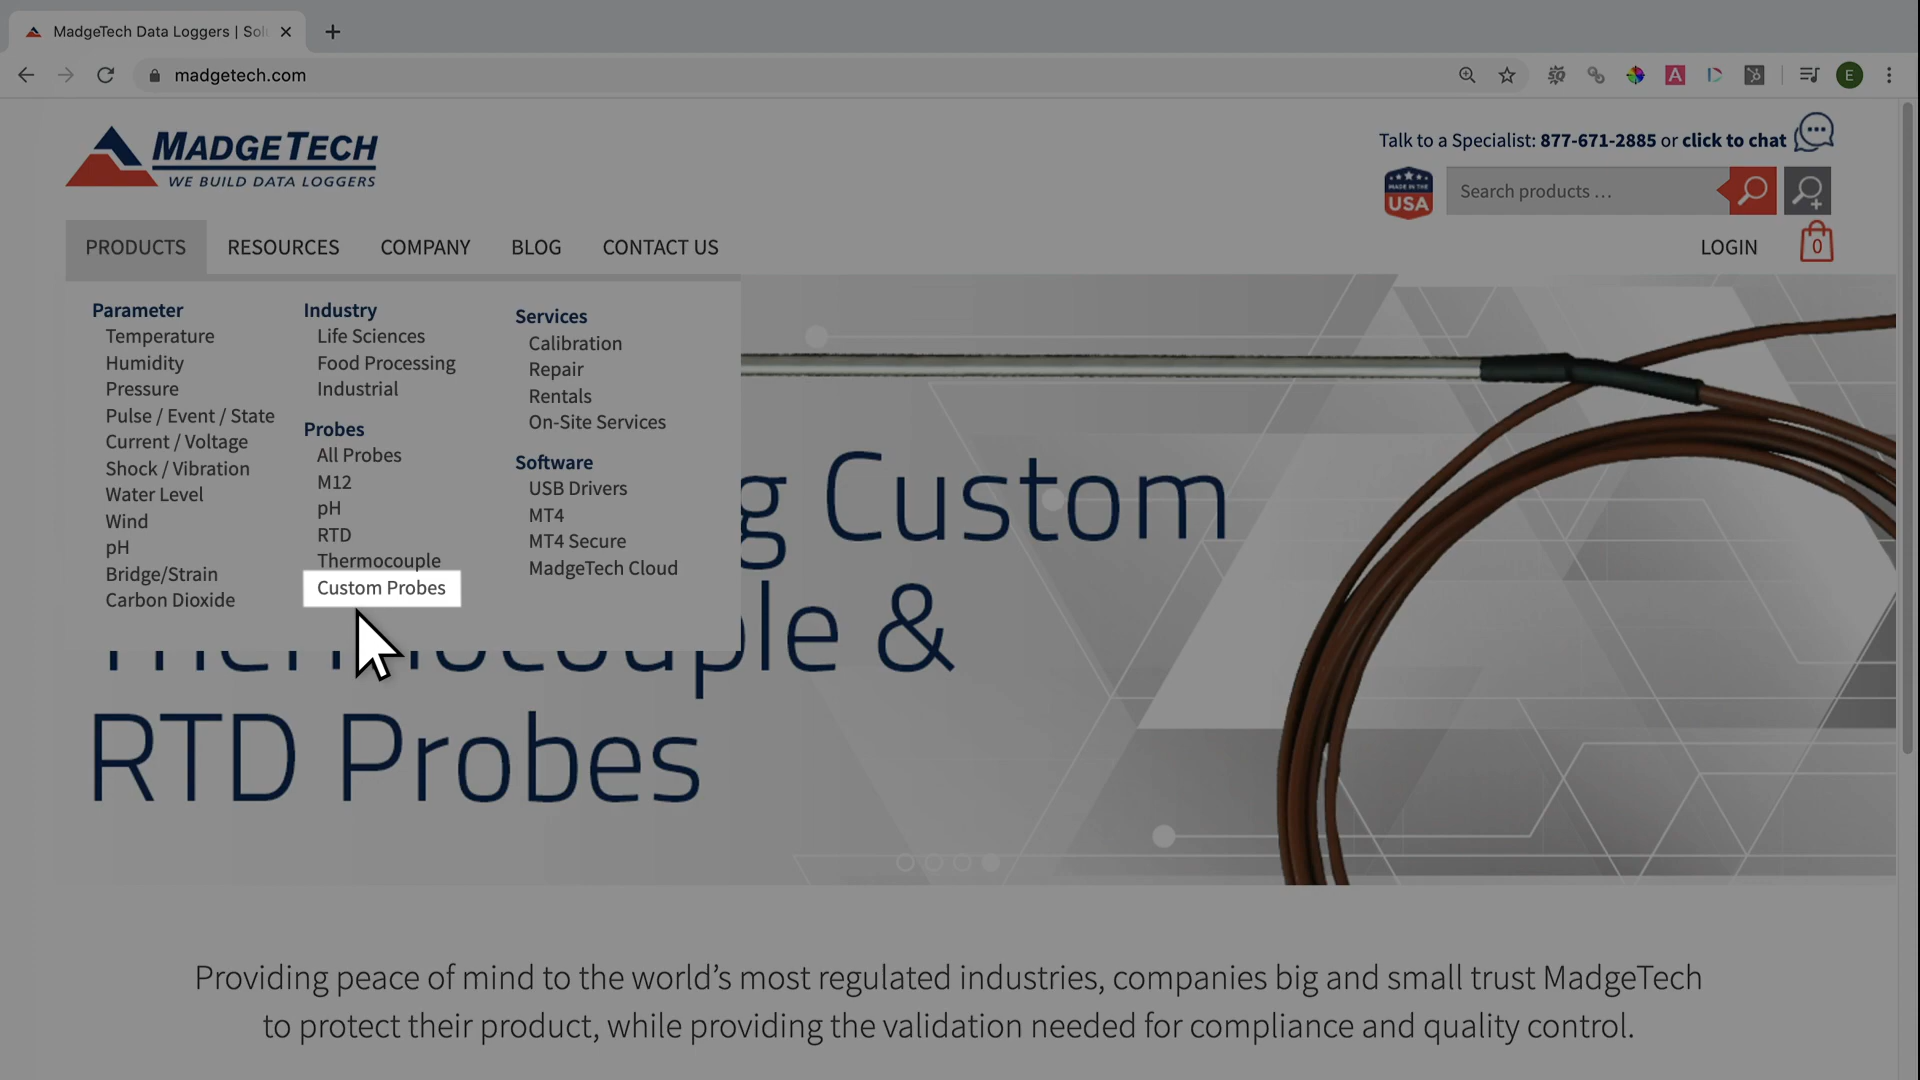 MadgeTech Data Loggers | Sol
madgetech.com
A
E
MADGETECH
WE BUILD DATA LOGGERS
Talk to a Specialist: 877-671-2885 or click to chat
MADE IN THE
USA
Search products ...
PRODUCTS RESOURCES COMPANY BLOG CONTACT US
LOGIN
0
Parameter
Temperature
Humidity
Pressure
Pulse / Event / State
Current / Voltage
Shock / Vibration
Water Level
Wind
pH
Bridge/Strain
Carbon Dioxide
Industry
Life Sciences
Food Processing
Industrial
Probes
All Probes
M12
pH
RTD
Thermocouple
Custom Probes
Services
Calibration
Repair
Rentals
On-Site Services
Software
USB Drivers
MT4
MT4 Secure
MadgeTech Cloud
g Custom
Thermocouple &
RTD Probes
Providing peace of mind to the world’s most regulated industries, companies big and small trust MadgeTech
to protect their product, while providing the validation needed for compliance and quality control.